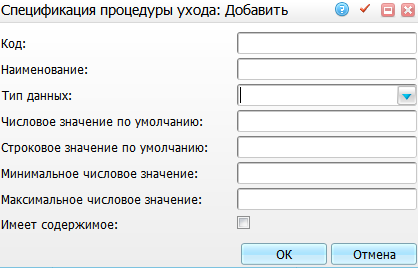 Спецификация процедуры ухода: Добавить
Код:
Наименование:
Тип данных:
Числовое значение по умолчанию:
Строковое значение по умолчанию:
Минимальное числовое значение:
Максимальное числовое значение:
Имеет содержимое:
ОК Отмена